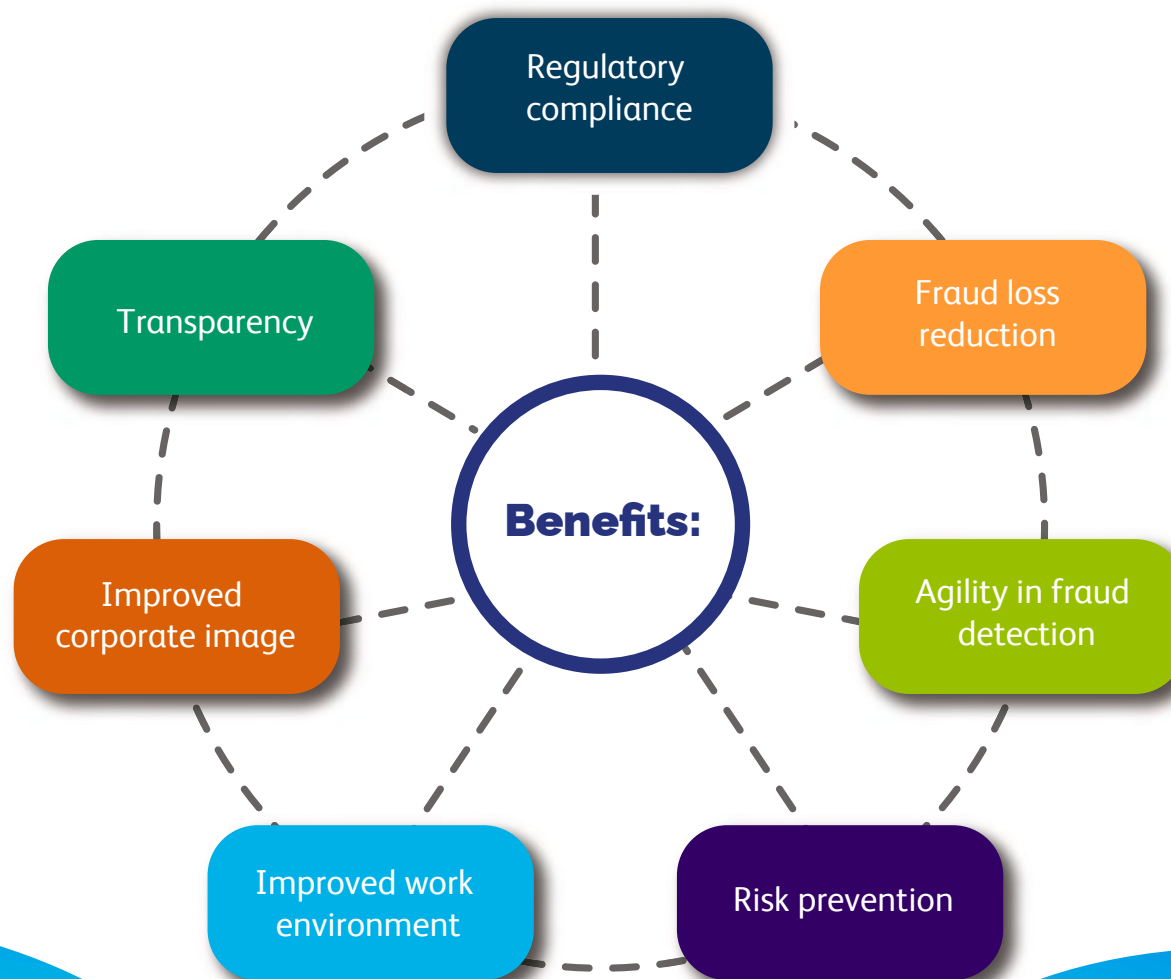 Regulatory
compliance
Fraud loss
reduction
Transparency
Benefits:
Agility in fraud
detection
Improved
corporate image
Improved work
environment
Risk prevention